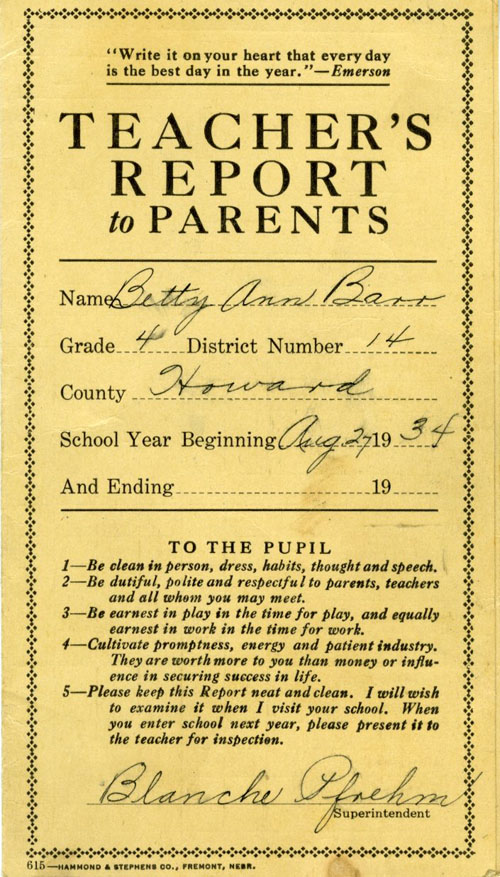 "Write it on your heart that every day
is the best day in the year."—Emerson
TEACHER'S
REPORT
to PARENTS
Name Betty Ann Barr
Grade 4 District Number 14
County Howard
School Year Beginning Aug 27 1934
And Ending 19
TO THE PUPIL
1—Be clean in person, dress, habits, thought and speech.
2—Be dutiful, polite and respectful to parents, teachers
and all whom you may meet.
3—Be earnest in play in the time for play, and equally
earnest in work in the time for work.
4—Cultivate promptness, energy and patient industry.
They are worth more to you than money or influ-
ence in securing success in life.
5—Please keep this Report neat and clean. I will wish
to examine it when I visit your school. When
you enter school next year, please present it to
the teacher for inspection.
Blanche Pfrehm
Superintendent
615—HAMMOND & STEPHENS CO., FREMONT, NEBR.